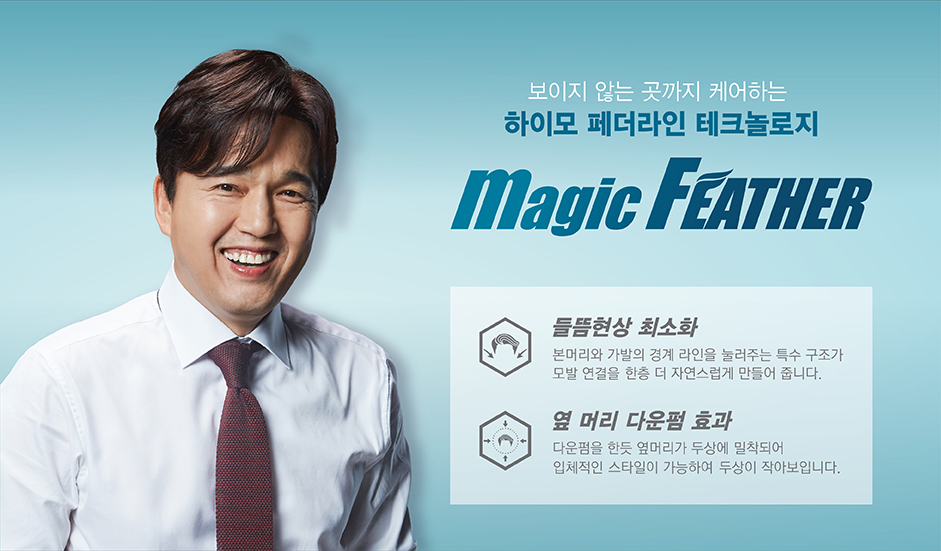 보이지 않는 곳까지 케어하는
하이모 페더라인 테크놀로지
magic FEATHER
들뜸현상 최소화
본머리와 가발의 경계 라인을 눌러주는 특수 구조가
모발 연결을 한층 더 자연스럽게 만들어 줍니다.
옆 머리 다운펌 효과
다운펌을 한듯 옆머리가 두상에 밀착되어
입체적인 스타일이 가능하여 두상이 작아보입니다.